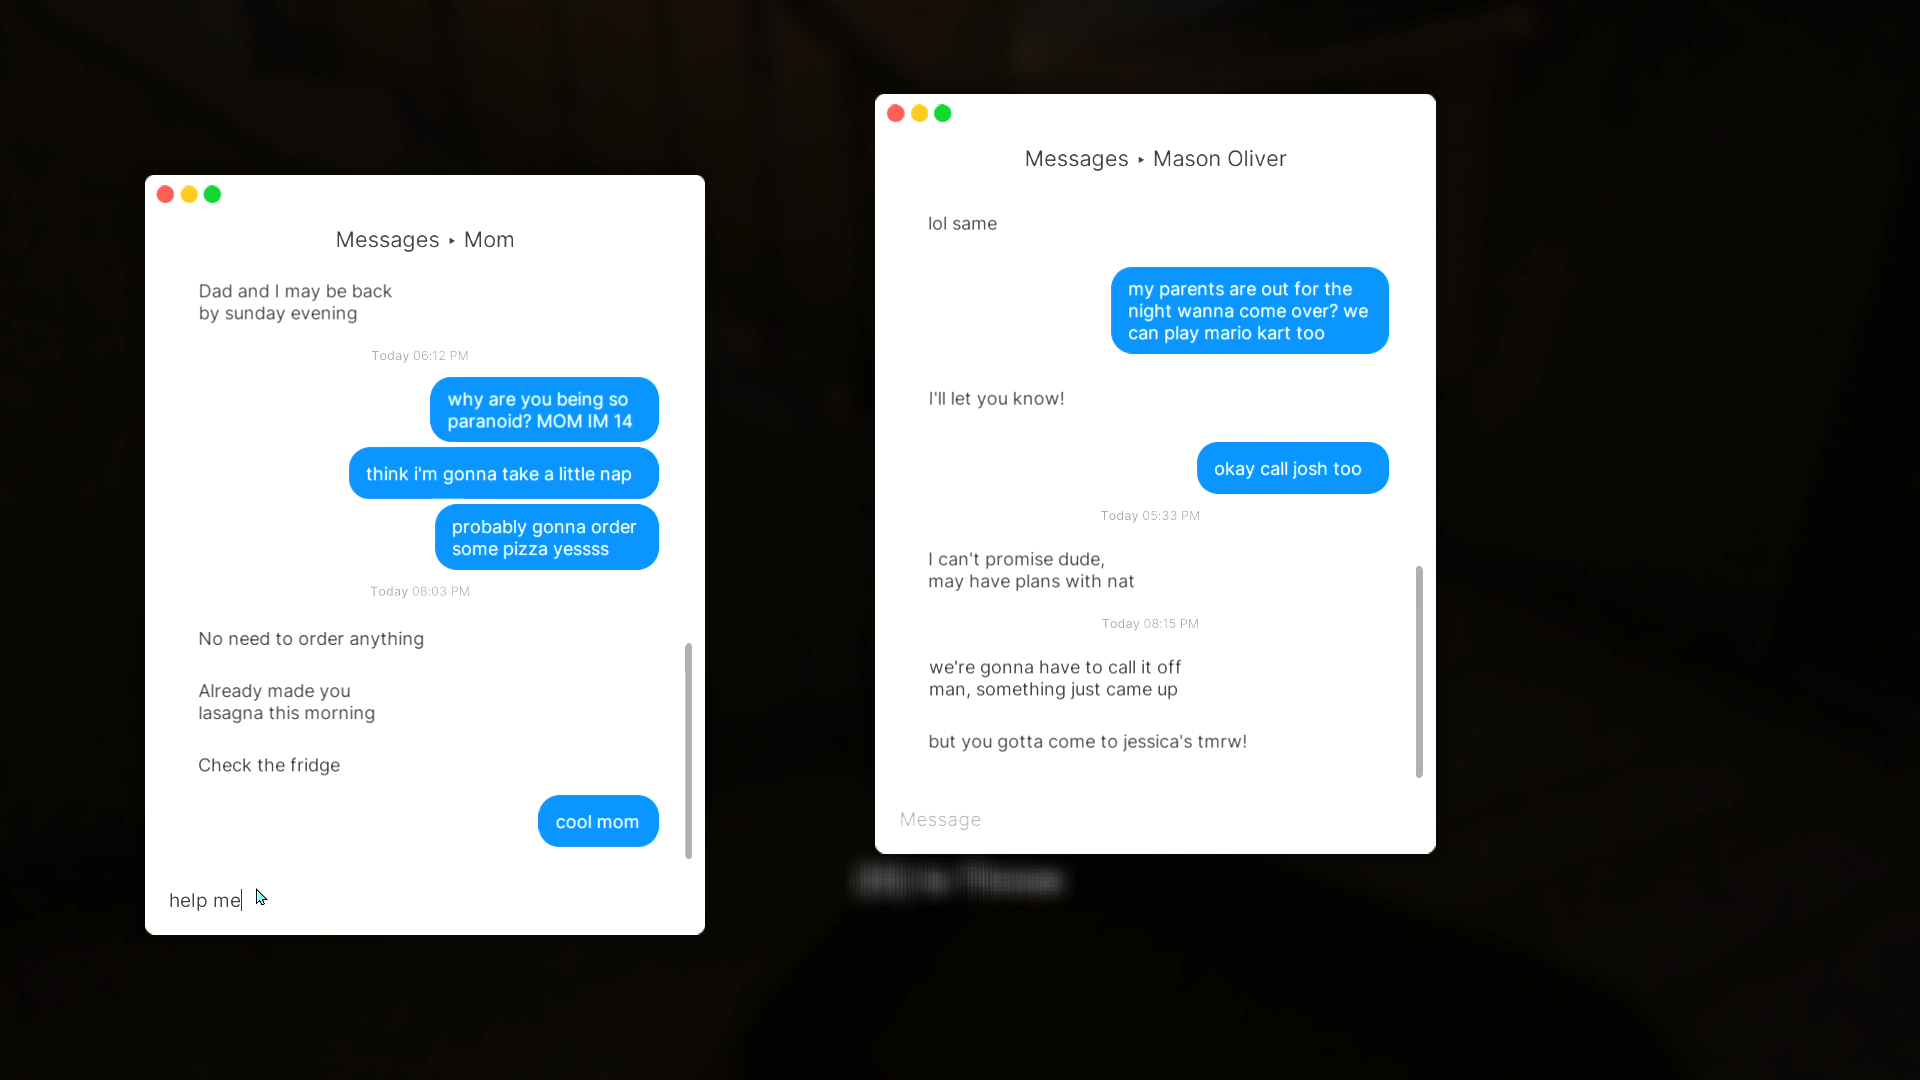 Messages ‣ Mom
Dad and I may be back
by sunday evening
Today 06:12 PM
why are you being so
paranoid? MOM IM 14
think i'm gonna take a little nap
probably gonna order
some pizza yessss
Today 08:03 PM
No need to order anything
Already made you
lasagna this morning
Check the fridge
cool mom
help me
Messages ‣ Mason Oliver
lol same
my parents are out for the
night wanna come over? we
can play mario kart too
I'll let you know!
okay call josh too
Today 05:33 PM
I can't promise dude,
may have plans with nat
Today 08:15 PM
we're gonna have to call it off
man, something just came up
but you gotta come to jessica's tmrw!
Message